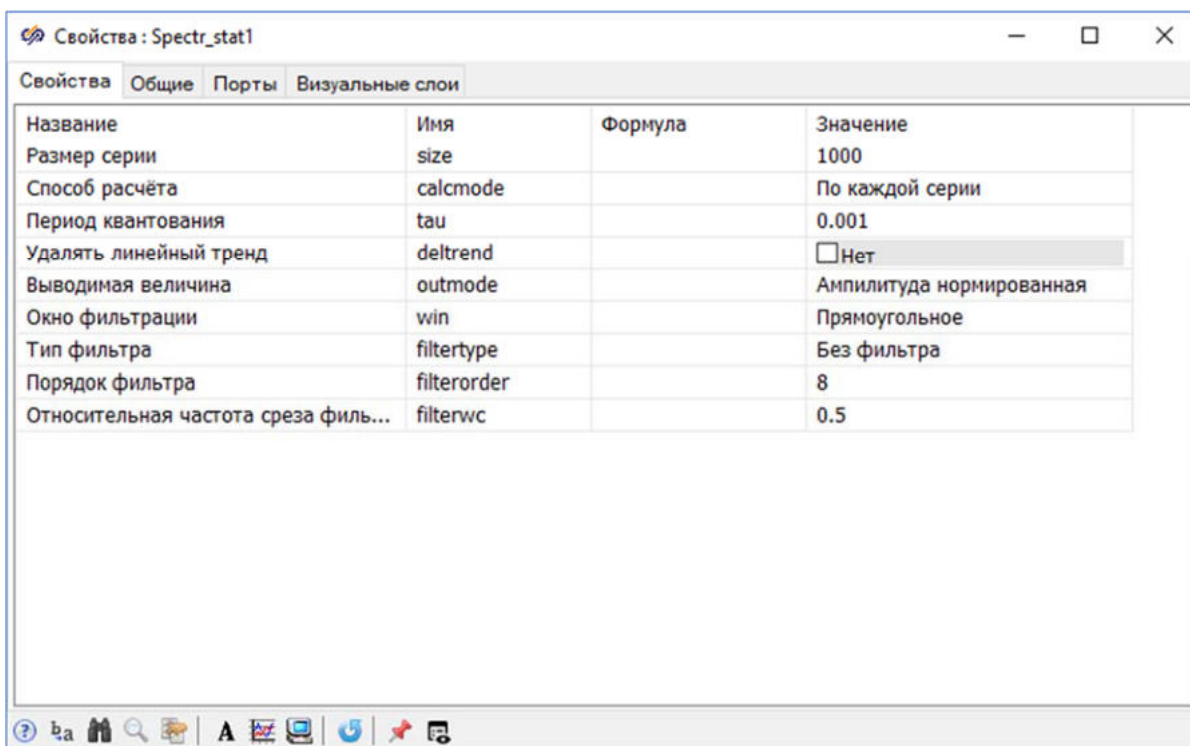 Свойства : Spectr_stat1
Свойства Общие Порты Визуальные слои
Название Имя Формула Значение
Размер серии size 1000
Способ расчёта calcmode По каждой серии
Период квантования tau 0.001
Удалять линейный тренд deltrend Нет
Выводимая величина outmode Ампилитуда нормированная
Окно фильтрации win Прямоугольное
Тип фильтра filtertype Без фильтра
Порядок фильтра filterorder 8
Относительная частота среза филь... filterwc 0.5